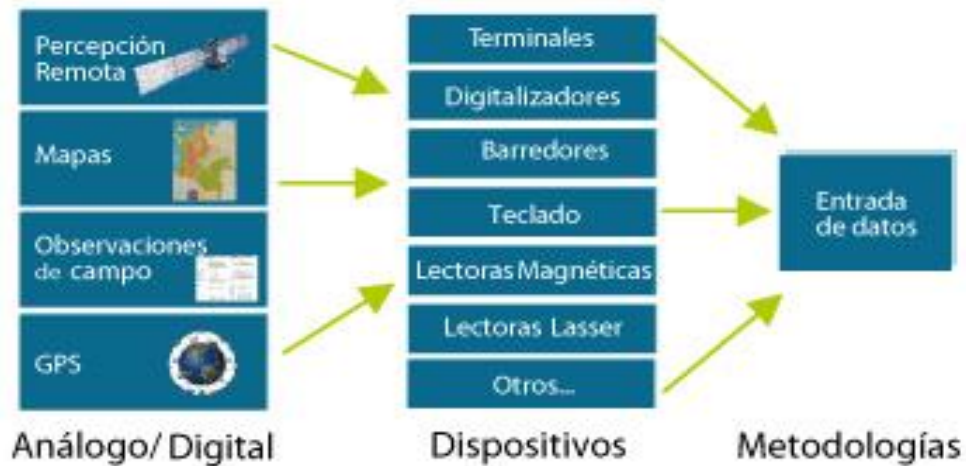 Percepción
Remota
Mapas
Observaciones
de campo
GPS
Análogo/ Digital
Terminales
Digitalizadores
Barredores
Teclado
Lectoras Magnéticas
Lectoras Lasser
Otros...
Dispositivos
Entrada
de datos
Metodologías